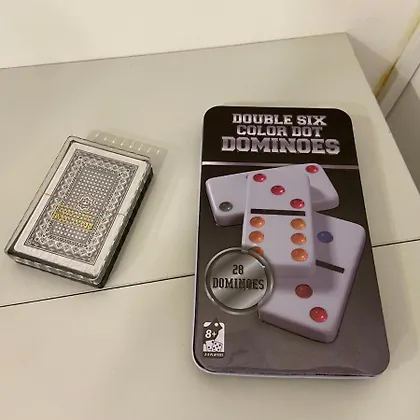 DOUBLE SIX
COLOR DOT
DOMINOES
28
DOMINOES
8+